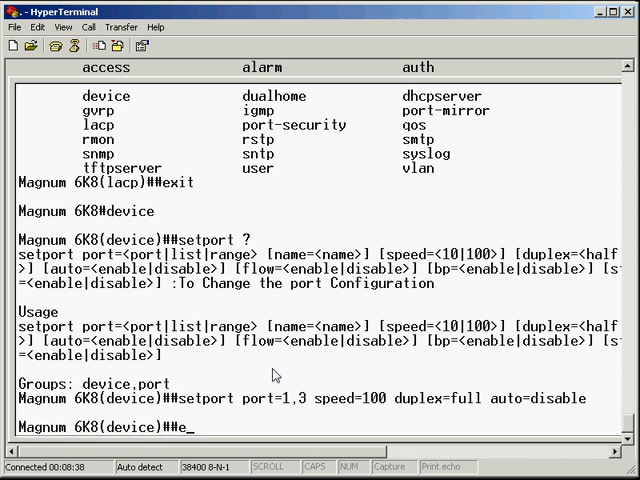 . - HyperTerminal
File Edit View Call Transfer Help
access alarm auth
device dualhome dhcpserver
gvrp igmp port-mirror
lacp port-security qos
rmon rstp smtp
snmp sntp syslog
tftpserver user vlan
Magnum 6K8(lacp)##exit
Magnum 6K8#device
Magnum 6K8(device)##setport ?
setport port=<port|list|range> [name=<name>] [speed=<10|100>] [duplex=<half
>] [auto=<enable|disable>] [flow=<enable|disable>] [bp=<enable|disable>] [st
=<enable|disable>] :To Change the port Configuration
Usage
setport port=<port|list|range> [name=<name>] [speed=<10|100>] [duplex=<half
>] [auto=<enable|disable>] [flow=<enable|disable>] [bp=<enable|disable>] [st
=<enable|disable>]
Groups: device,port
Magnum 6K8(device)##setport port=1,3 speed=100 duplex=full auto=disable
Magnum 6K8(device)##e_
Connected 00:08:38 Auto detect 38400 8-N-1 SCROLL CAPS NUM Capture Print echo